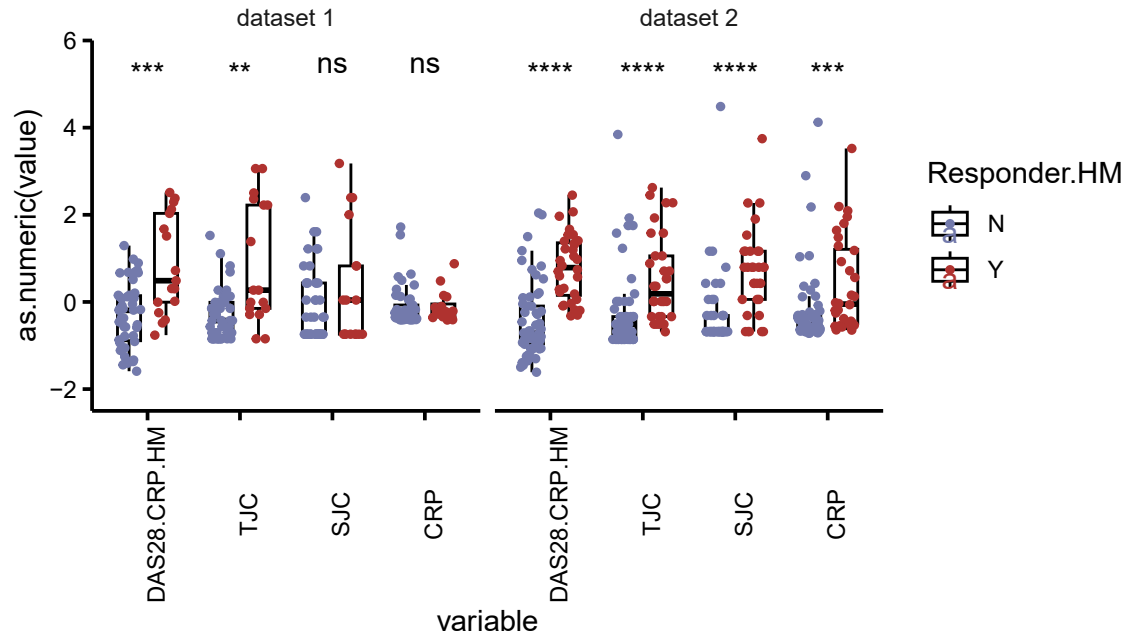 dataset 1
dataset 2
as.numeric(value)
6
4
2
0
−2
*** ** ns ns
**** **** **** ***
DAS28.CRP.HM
TJC
SJC
CRP
DAS28.CRP.HM
TJC
SJC
CRP
variable
Responder.HM
a N
a Y